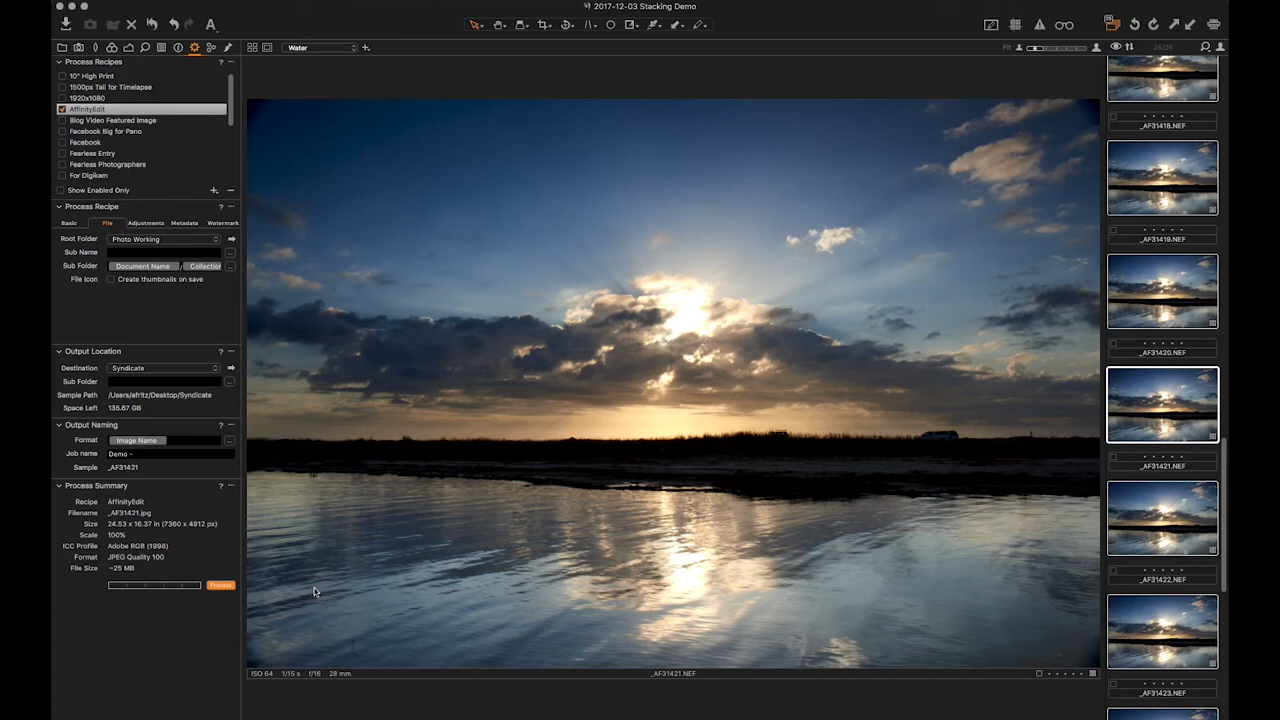 2017-12-03 Stacking Demo
A
Water
Fit
25/25
Process Recipes
?
10" High Print
1500px Tall for Timelapse
1920x1080
AffinityEdit
Blog Video Featured Image
Facebook Big for Pano
Facebook
Fearless Entry
Fearless Photographers
For Digikam
Show Enabled Only
Process Recipe
?
Basic File Adjustments Metadata Watermark
Root Folder Photo Working
Sub Name
Sub Folder Document Name / Collection
File Icon Create thumbnails on save
Output Location
?
Destination Syndicate
Sub Folder
Sample Path /Users/afritz/Desktop/Syndicate
Space Left 135.67 GB
Output Naming
?
Format Image Name
Job name Demo -
Sample _AF31421
Process Summary
?
Recipe AffinityEdit
Filename _AF31421.jpg
Size 24.53 x 16.37 in (7360 x 4912 px)
Scale 100%
ICC Profile Adobe RGB (1998)
Format JPEG Quality 100
File Size ~25 MB
Process
ISO 64 1/15 s f/16 28 mm
_AF31421.NEF
_AF31418.NEF
_AF31419.NEF
_AF31420.NEF
_AF31421.NEF
_AF31422.NEF
_AF31423.NEF